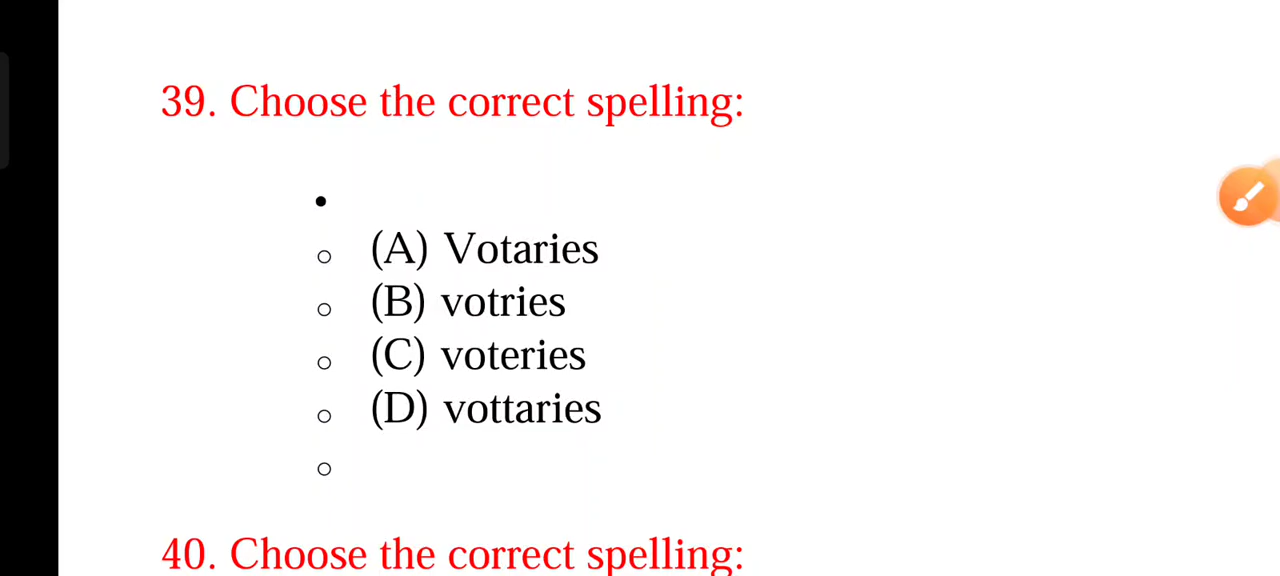 39. Choose the correct spelling:
(A) Votaries
(B) votries
(C) voteries
(D) vottaries
40. Choose the correct spelling: